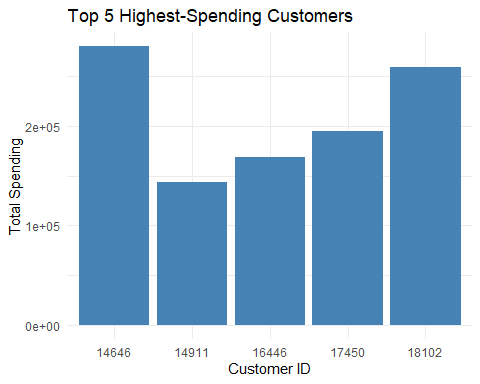 Top 5 Highest-Spending Customers
Total Spending
2e+05
1e+05
0e+00
14646 14911 16446 17450 18102
Customer ID